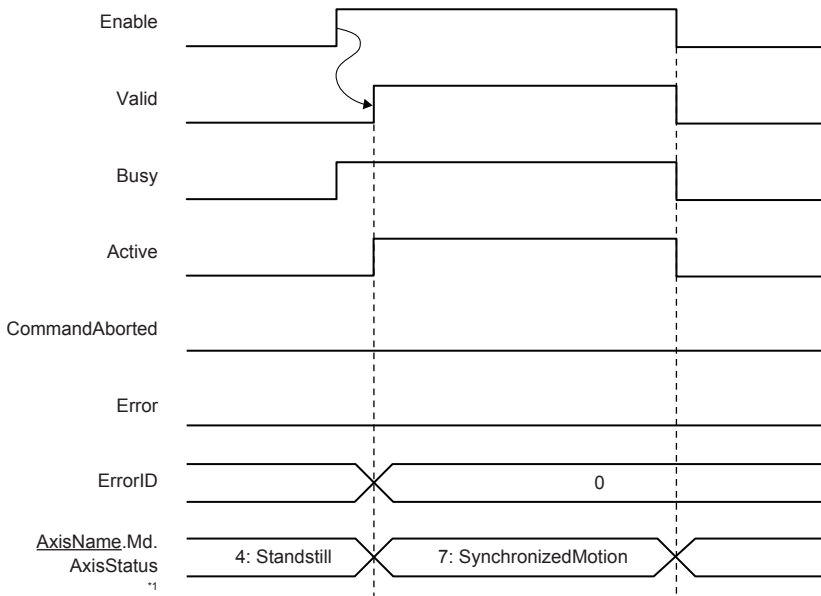 Enable
Valid
Busy
Active
CommandAborted
Error
ErrorID
0
AxisName.Md.
AxisStatus
*1
4: Standstill
7: SynchronizedMotion